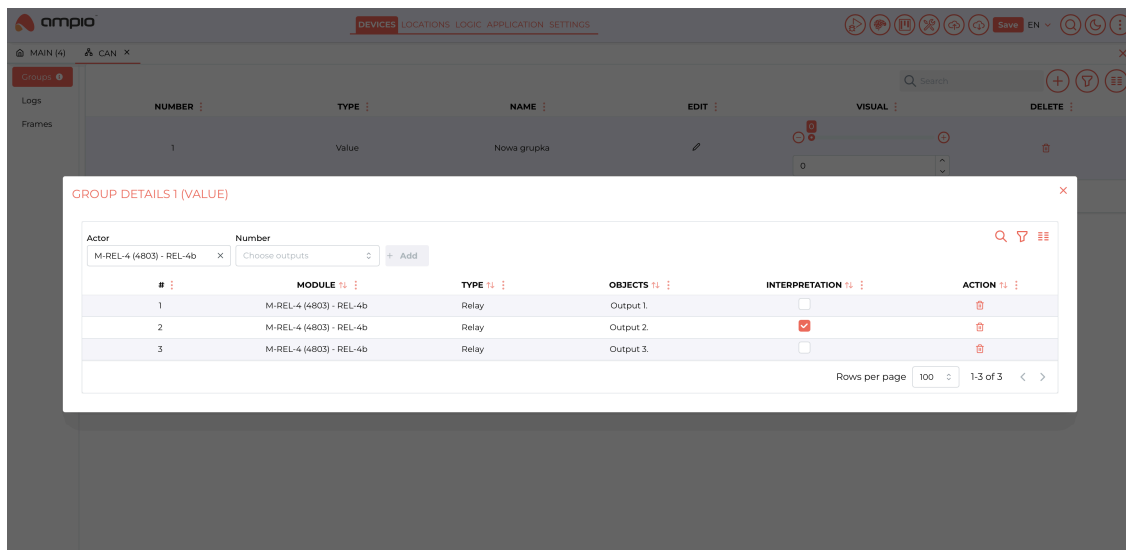 ampio
DEVICES LOCATIONS LOGIC APPLICATION SETTINGS
Save EN
MAIN (4) CAN
Groups
Search
Logs
NUMBER TYPE NAME EDIT VISUAL DELETE
Frames
0
1 Value Nowa grupka
0
GROUP DETAILS 1 (VALUE)
Actor Number
M-REL-4 (4803) - REL-4b Choose outputs + Add
# MODULE TYPE OBJECTS INTERPRETATION ACTION
1 M-REL-4 (4803) - REL-4b Relay Output 1.
2 M-REL-4 (4803) - REL-4b Relay Output 2.
3 M-REL-4 (4803) - REL-4b Relay Output 3.
Rows per page 100 1-3 of 3